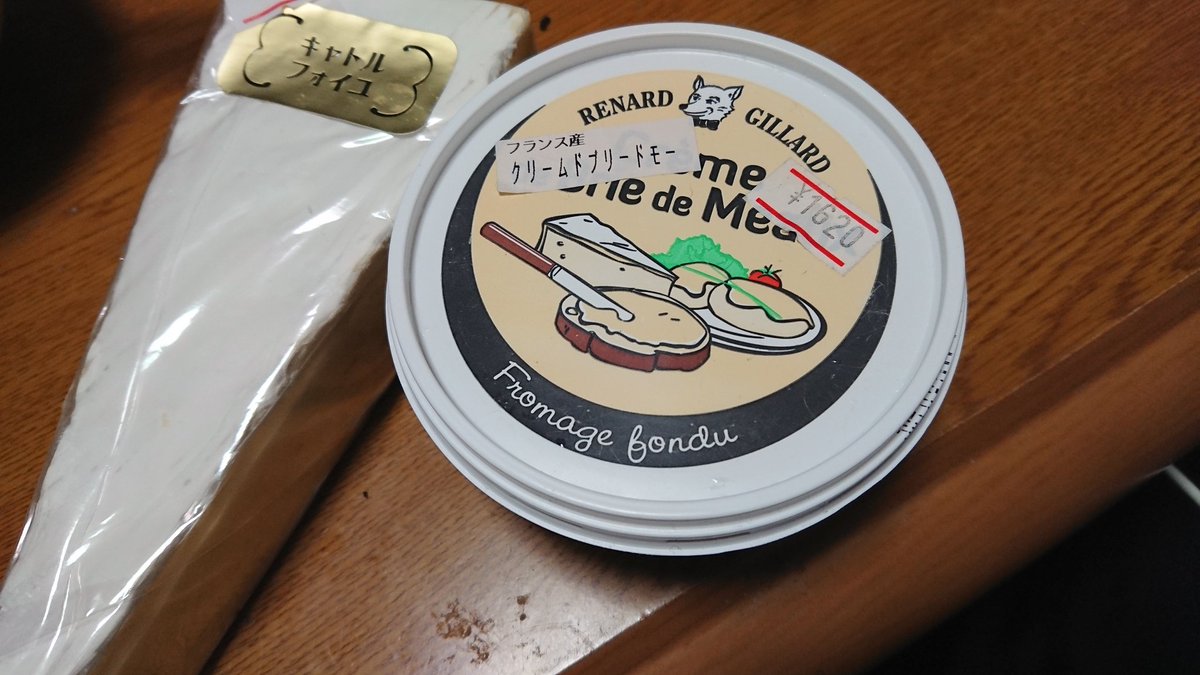 キャトル
フォイユ
RENARD GILLARD
フランス産
クリームドブリードモー
¥1620
de
Fromage fondu